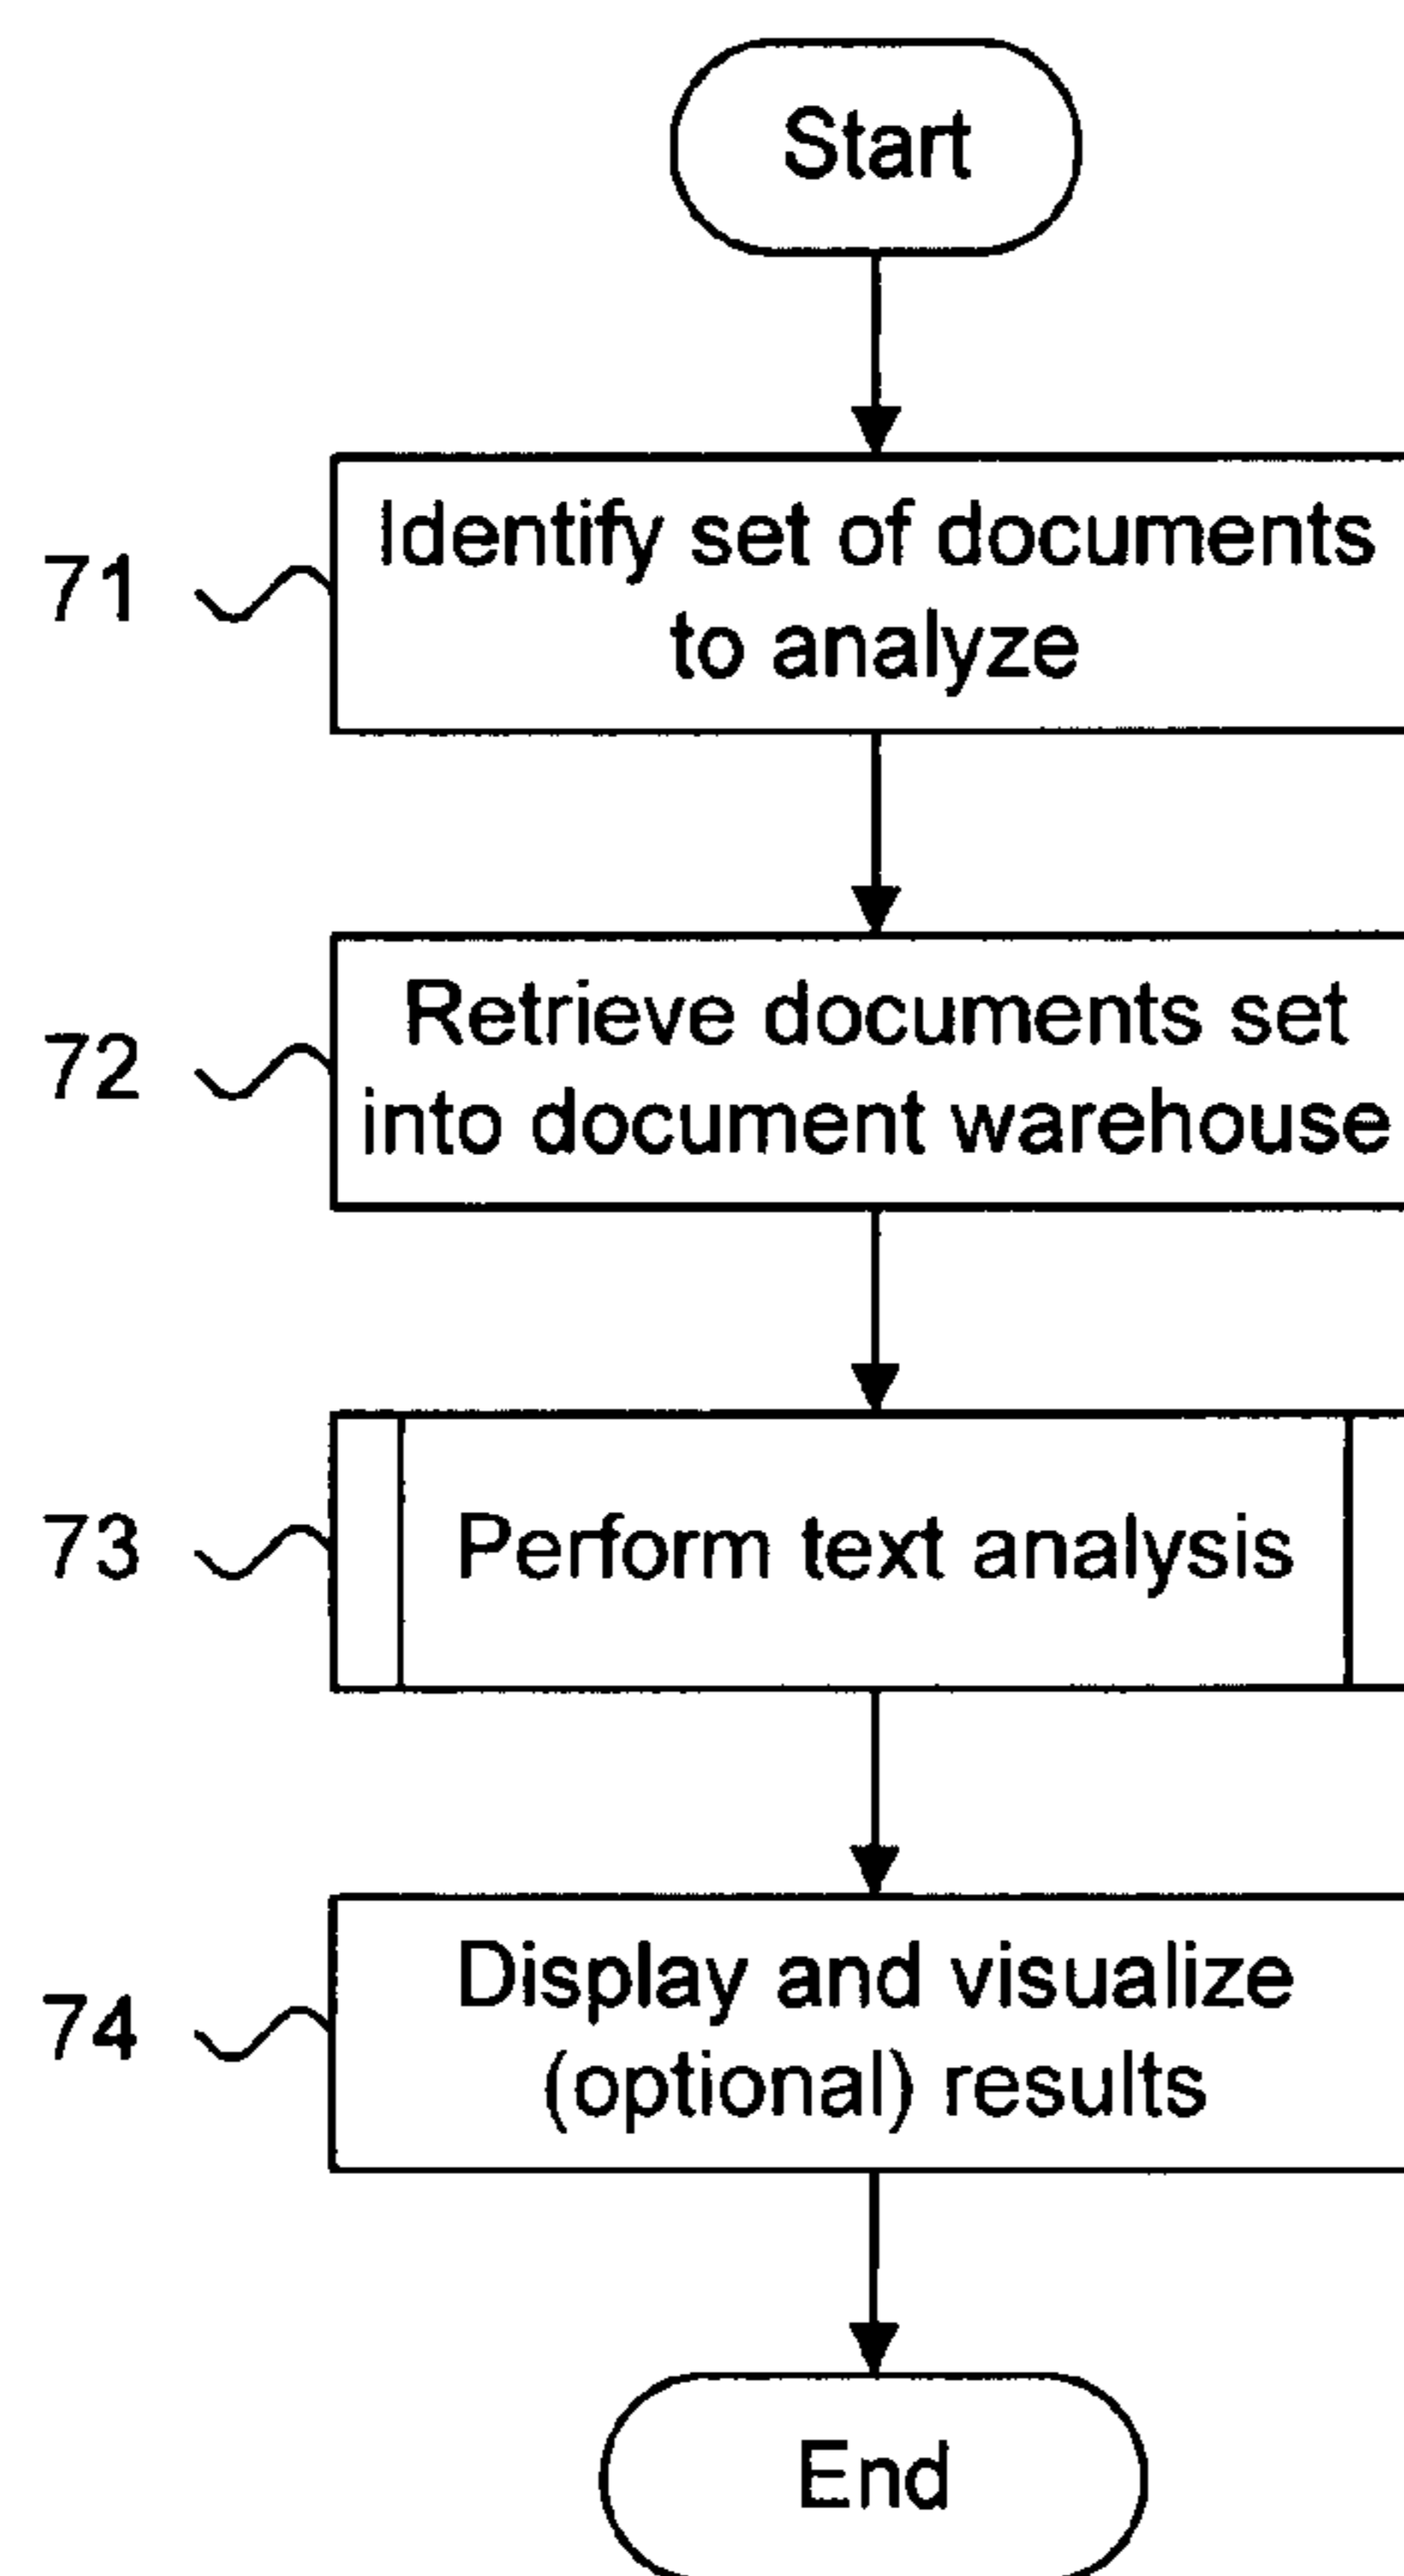 Start
71
Identify set of documents
to analyze
72
Retrieve documents set
into document warehouse
73
Perform text analysis
74
Display and visualize
(optional) results
End